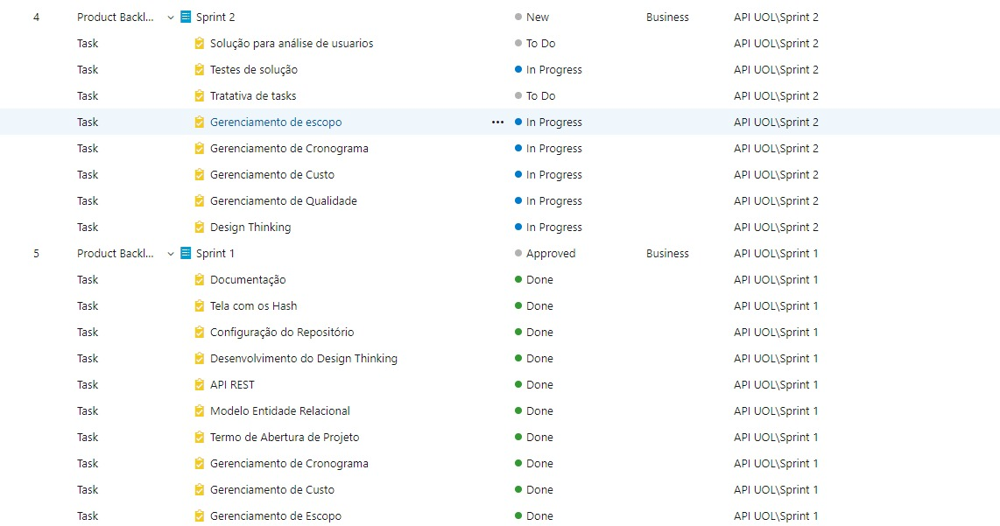 4 Product Backl... Sprint 2 New Business API UOL\Sprint 2
Task Solução para análise de usuarios To Do API UOL\Sprint 2
Task Testes de solução In Progress API UOL\Sprint 2
Task Tratativa de tasks To Do API UOL\Sprint 2
Task Gerenciamento de escopo ... In Progress API UOL\Sprint 2
Task Gerenciamento de Cronograma In Progress API UOL\Sprint 2
Task Gerenciamento de Custo In Progress API UOL\Sprint 2
Task Gerenciamento de Qualidade In Progress API UOL\Sprint 2
Task Design Thinking In Progress API UOL\Sprint 2
5 Product Backl... Sprint 1 Approved Business API UOL\Sprint 1
Task Documentação Done API UOL\Sprint 1
Task Tela com os Hash Done API UOL\Sprint 1
Task Configuração do Repositório Done API UOL\Sprint 1
Task Desenvolvimento do Design Thinking Done API UOL\Sprint 1
Task API REST Done API UOL\Sprint 1
Task Modelo Entidade Relacional Done API UOL\Sprint 1
Task Termo de Abertura de Projeto Done API UOL\Sprint 1
Task Gerenciamento de Cronograma Done API UOL\Sprint 1
Task Gerenciamento de Custo Done API UOL\Sprint 1
Task Gerenciamento de Escopo Done API UOL\Sprint 1